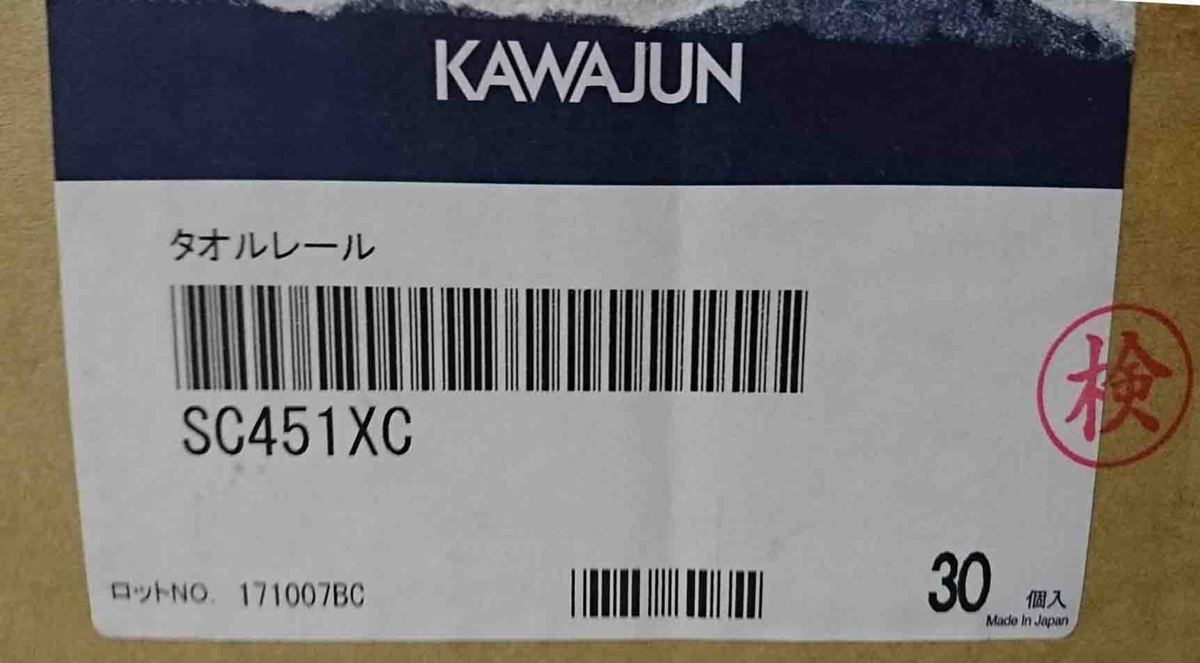 KAWAJUN
タオルレール
SC451XC
検
ロットNO. 171007BC
30 個入
Made In Japan